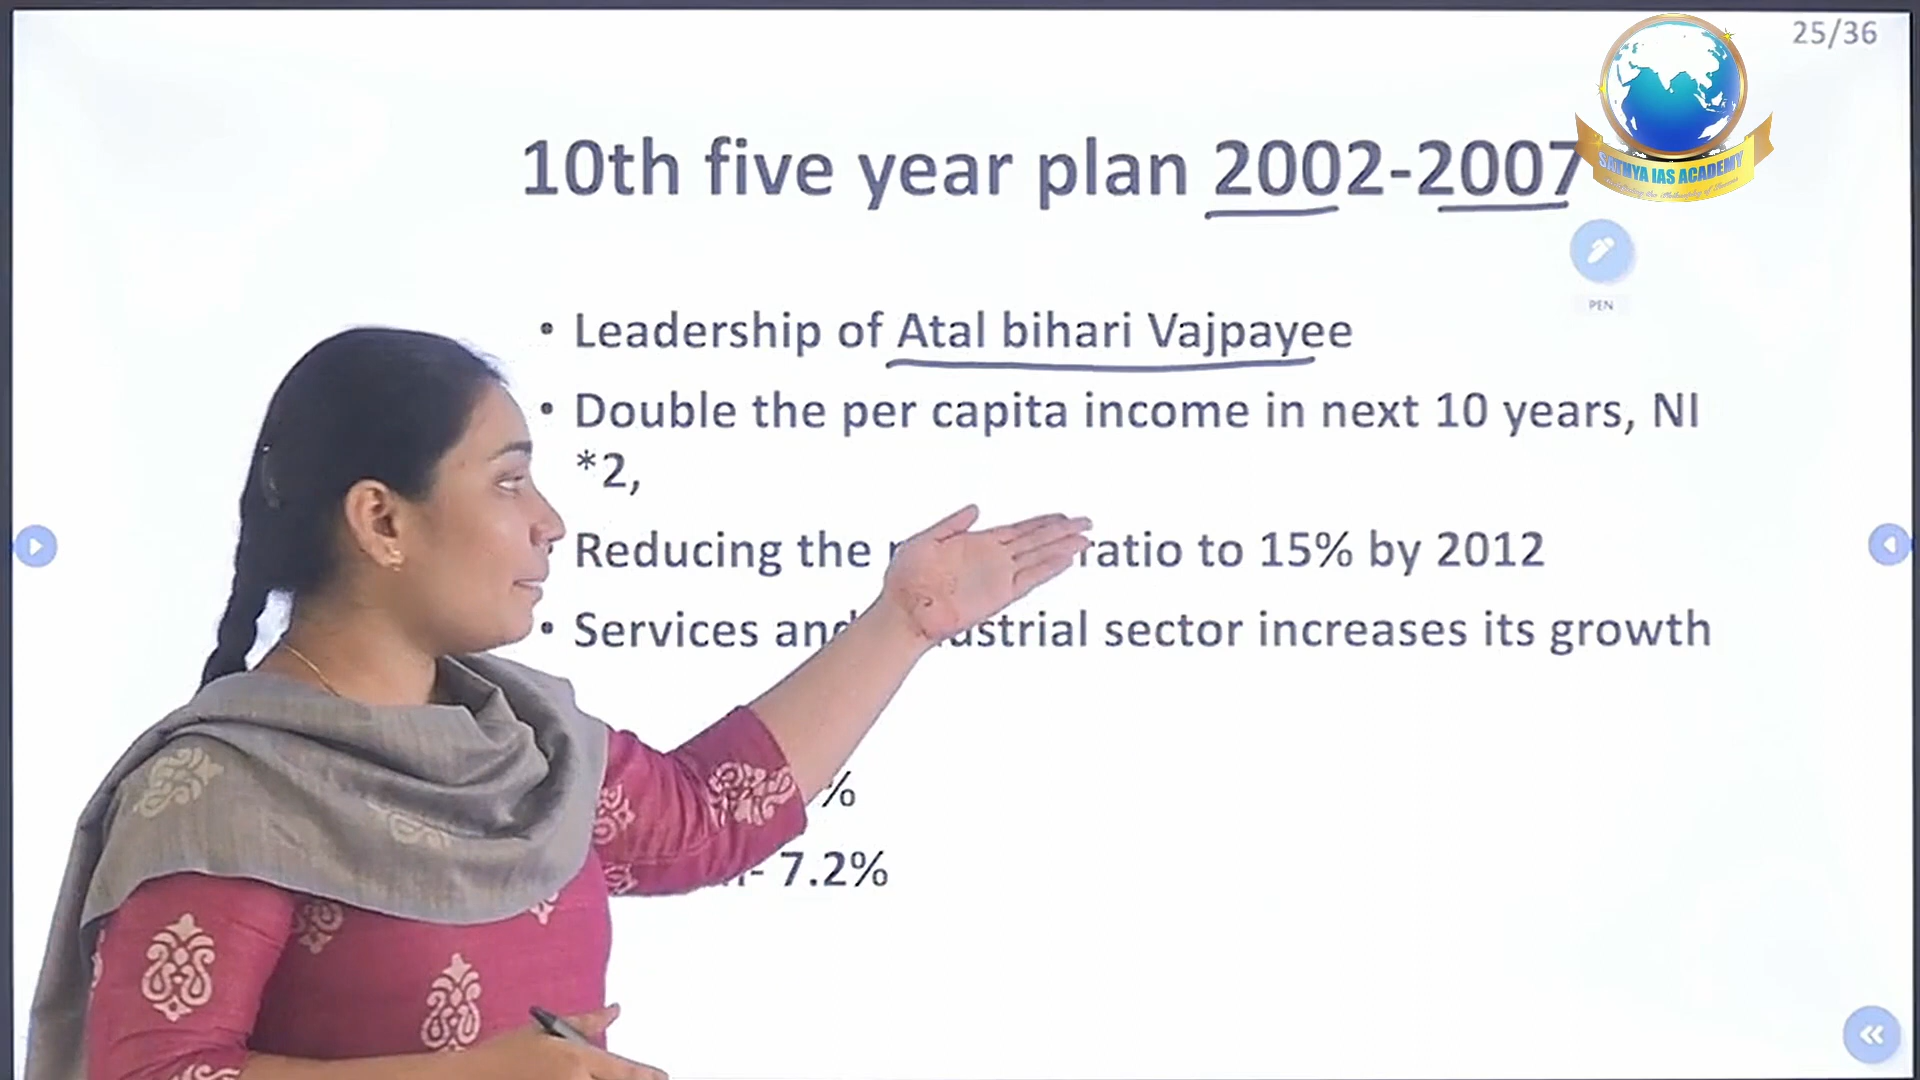 25/36
SATHYA IAS ACADEMY
10th five year plan 2002-2007
PEN
• Leadership of Atal bihari Vajpayee
• Double the per capita income in next 10 years, NI
*2,
Reducing the ratio to 15% by 2012
• Services and industrial sector increases its growth
%
- 7.2%